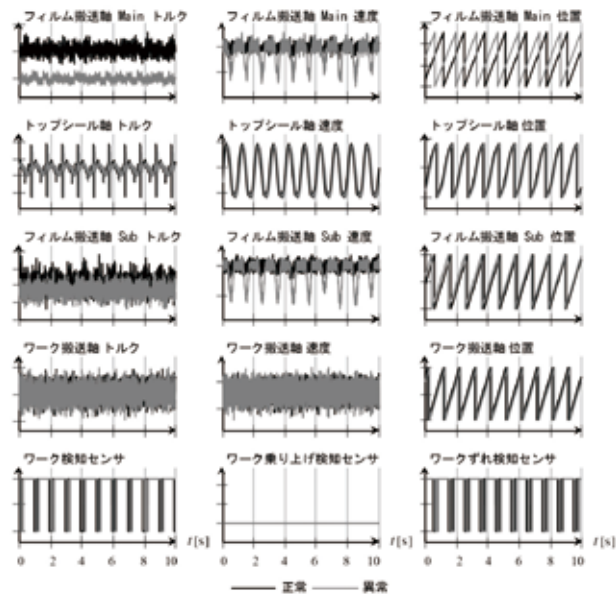 フィルム搬送軸 Main トルク
フィルム搬送軸 Main 速度
フィルム搬送軸 Main 位置
トップシール軸 トルク
トップシール軸 速度
トップシール軸 位置
フィルム搬送軸 Sub トルク
フィルム搬送軸 Sub 速度
フィルム搬送軸 Sub 位置
ワーク搬送軸 トルク
ワーク搬送軸 速度
ワーク搬送軸 位置
ワーク検知センサ
ワーク乗り上げ検知センサ
ワークずれ検知センサ
0 2 4 6 8 10 t[s]
0 2 4 6 8 10 t[s]
0 2 4 6 8 10 t[s]
正常 異常